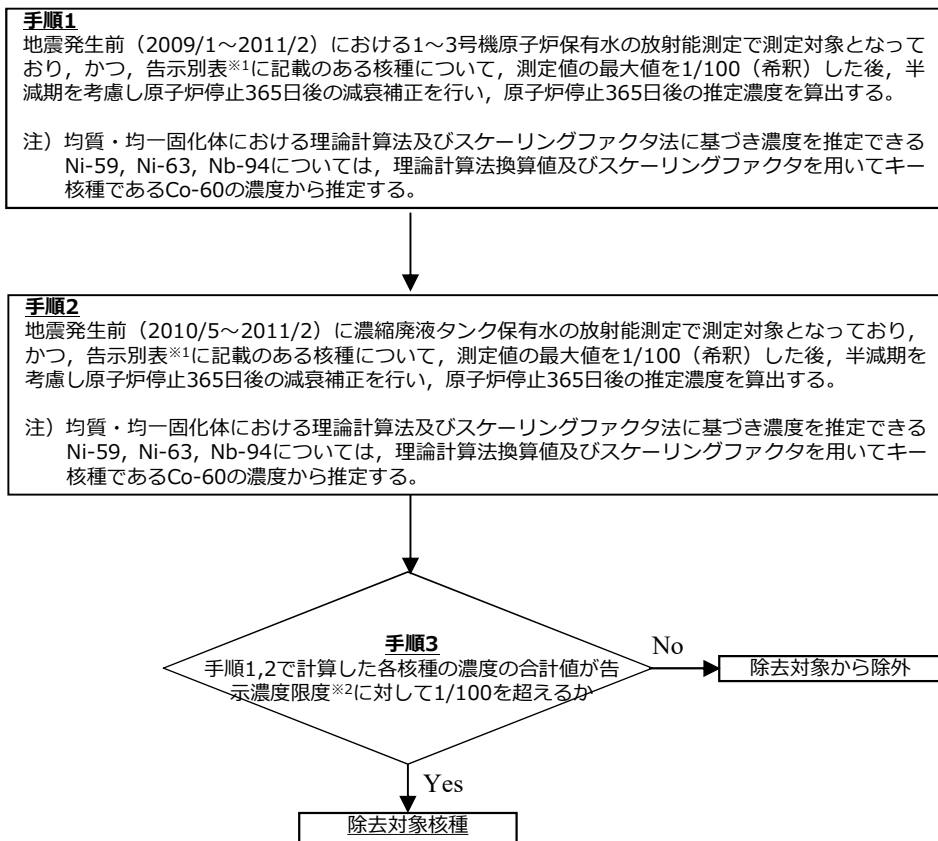 手順1
地震発生前（2009/1～2011/2）における1～3号機原子炉保有水の放射能測定で測定対象となって
おり，かつ，告示別表※1に記載のある核種について，測定値の最大値を1/100（希釈）した後，半
減期を考慮し原子炉停止365日後の減衰補正を行い，原子炉停止365日後の推定濃度を算出する。
注）均質・均一固化体における理論計算法及びスケーリングファクタ法に基づき濃度を推定できる
Ni-59，Ni-63，Nb-94については，理論計算法換算値及びスケーリングファクタを用いてキー
核種であるCo-60の濃度から推定する。
手順2
地震発生前（2010/5～2011/2）に濃縮廃液タンク保有水の放射能測定で測定対象となっており，
かつ，告示別表※1に記載のある核種について，測定値の最大値を1/100（希釈）した後，半減期を
考慮し原子炉停止365日後の減衰補正を行い，原子炉停止365日後の推定濃度を算出する。
注）均質・均一固化体における理論計算法及びスケーリングファクタ法に基づき濃度を推定できる
Ni-59，Ni-63，Nb-94については，理論計算法換算値及びスケーリングファクタを用いてキー
核種であるCo-60の濃度から推定する。
手順3
手順1,2で計算した各核種の濃度の合計値が告
示濃度限度※2に対して1/100を超えるか
No
除去対象から除外
Yes
除去対象核種